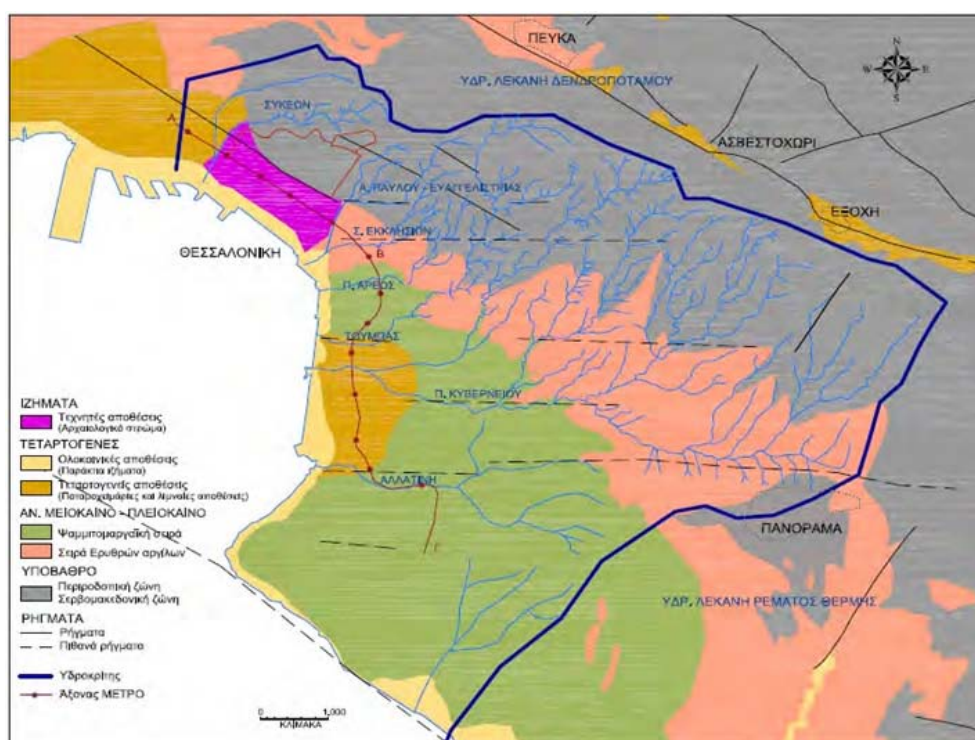 ΠΕΥΚΑ
N
W E
S
ΥΔΡ. ΛΕΚΑΝΗ ΔΕΝΔΡΟΠΟΤΑΜΟΥ
ΣΥΚΕΩΝ
Α
ΑΣΒΕΣΤΟΧΩΡΙ
Α. ΠΑΥΛΟΥ - ΕΥΑΓΓΕΛΙΣΤΡΙΑΣ
ΕΞΟΧΗ
Σ. ΕΚΚΛΗΣΙΩΝ
ΘΕΣΣΑΛΟΝΙΚΗ
Β
Π. ΑΡΕΩΣ
ΤΟΥΜΠΑΣ
Π. ΚΥΒΕΡΝΕΙΟΥ
ΑΛΛΑΤΙΝΗ
ΠΑΝΟΡΑΜΑ
Γ
ΥΔΡ. ΛΕΚΑΝΗ ΡΕΜΑΤΟΣ ΘΕΡΜΗΣ
ΙΖΗΜΑΤΑ
Τεχνητές αποθέσεις
(Αρχαιολογικό στρώμα)
ΤΕΤΑΡΤΟΓΕΝΕΣ
Ολοκαινικές αποθέσεις
(Παράκτια ιζήματα)
Τεταρτογενείς αποθέσεις
(Ποταμοχειμάριες και λιμναίες αποθέσεις)
ΑΝ. ΜΕΙΟΚΑΙΝΟ - ΠΛΕΙΟΚΑΙΝΟ
Ψαμμιτομαργαϊκή σειρά
Σειρά Ερυθρών αργίλων
ΥΠΟΒΑΘΡΟ
Περιροδοπική ζώνη
Σερβομακεδονική ζώνη
ΡΗΓΜΑΤΑ
Ρήγματα
Πιθανά ρήγματα
Υδροκρίτης
Άξονας ΜΕΤΡΟ
0 1,000
ΚΛΙΜΑΚΑ